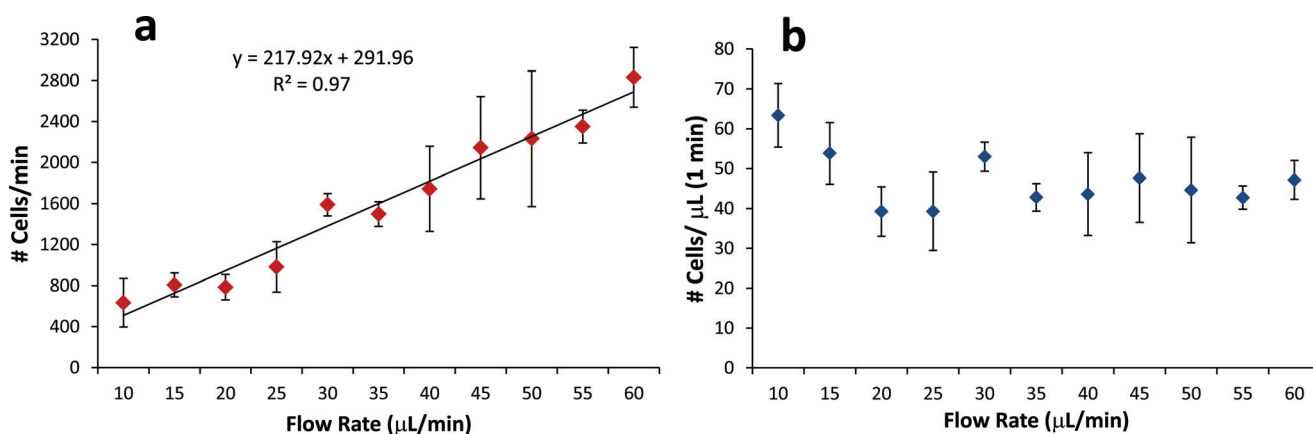 a
y = 217.92x + 291.96
R² = 0.97
# Cells/min
3200
2800
2400
2000
1600
1200
800
400
0
10 15 20 25 30 35 40 45 50 55 60
Flow Rate (μL/min)
b
# Cells/ μL (1 min)
80
70
60
50
40
30
20
10
0
10 15 20 25 30 35 40 45 50 55 60
Flow Rate (μL/min)